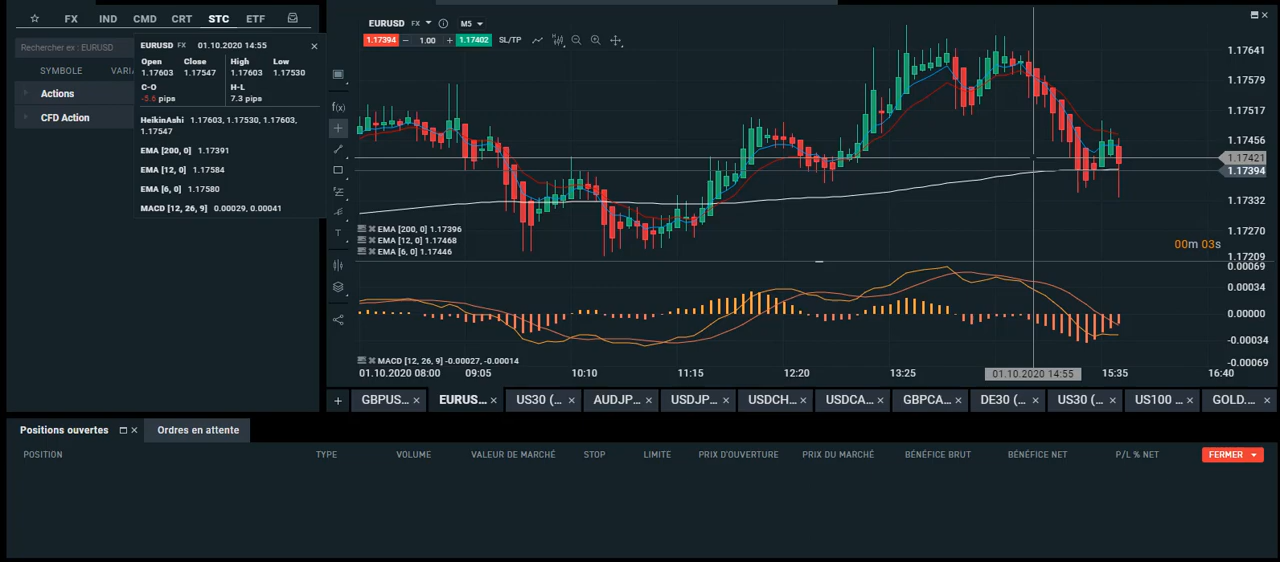 FX IND CMD CRT STC ETF
Rechercher ex : EURUSD
SYMBOLE VARIA
Actions
CFD Action
EURUSD FX 01.10.2020 14:55
Open Close High Low
1.17603 1.17547 1.17603 1.17530
C-O H-L
-5.6 pips 7.3 pips
HeikinAshi 1.17603, 1.17530, 1.17603,
1.17547
EMA [200, 0] 1.17391
EMA [12, 0] 1.17584
EMA [6, 0] 1.17580
MACD [12, 26, 9] 0.00029, 0.00041
EURUSD FX M5
1.17394 − 1.00 + 1.17402 SL/TP
f(x)
T
1.17641
1.17579
1.17517
1.17456
1.17421
1.17394
1.17332
1.17270
1.17209
00m 03s
EMA [200, 0] 1.17396
EMA [12, 0] 1.17468
EMA [6, 0] 1.17446
0.00069
0.00034
0.00000
-0.00034
-0.00069
MACD [12, 26, 9] -0.00027, -0.00014
01.10.2020 08:00 09:05 10:10 11:15 12:20 13:25 01.10.2020 14:55 15:35 16:40
+ GBPUS... × EURUS... × US30 (... × AUDJP... × USDJP... × USDCH... × USDCA... × GBPCA... × DE30 (... × US30 (... × US100 ... × GOLD.... ×
Positions ouvertes × Ordres en attente
POSITION TYPE VOLUME VALEUR DE MARCHÉ STOP LIMITE PRIX D'OUVERTURE PRIX DU MARCHÉ BÉNÉFICE BRUT BÉNÉFICE NET P/L % NET FERMER